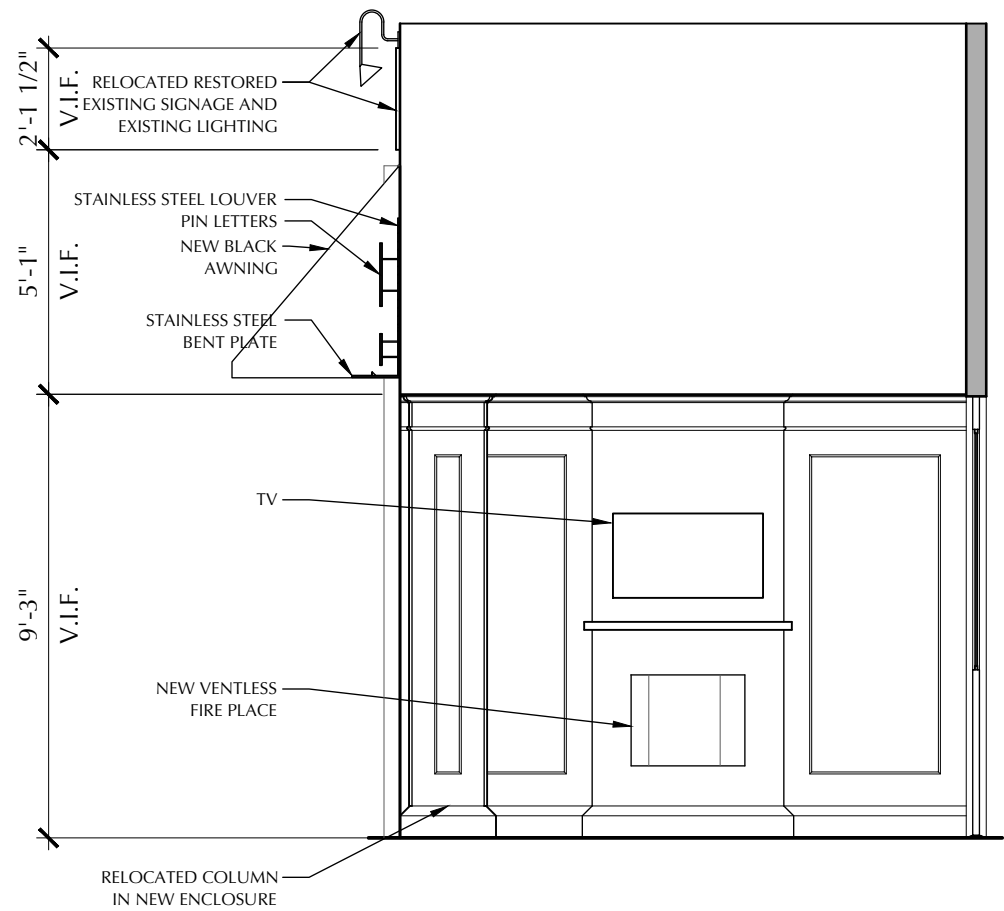 2'-1 1/2"
V.I.F.
RELOCATED RESTORED
EXISTING SIGNAGE AND
EXISTING LIGHTING
5'-1"
V.I.F.
STAINLESS STEEL LOUVER
PIN LETTERS
NEW BLACK
AWNING
STAINLESS STEEL
BENT PLATE
9'-3"
V.I.F.
TV
NEW VENTLESS
FIRE PLACE
RELOCATED COLUMN
IN NEW ENCLOSURE